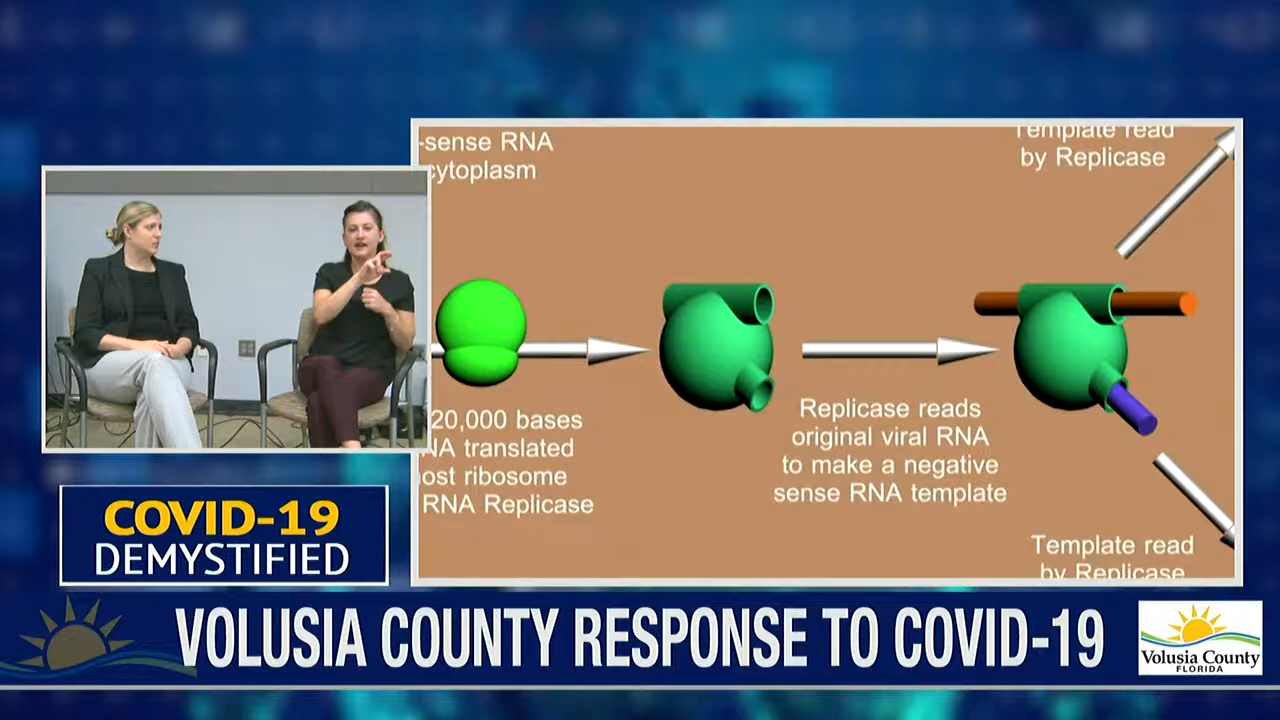 -sense RNA
cytoplasm
Template read
by Replicase
20,000 bases
NA translated
ost ribosome
RNA Replicase
Replicase reads
original viral RNA
to make a negative
sense RNA template
Template read
by Replicase
COVID-19
DEMYSTIFIED
VOLUSIA COUNTY RESPONSE TO COVID-19
Volusia County
FLORIDA